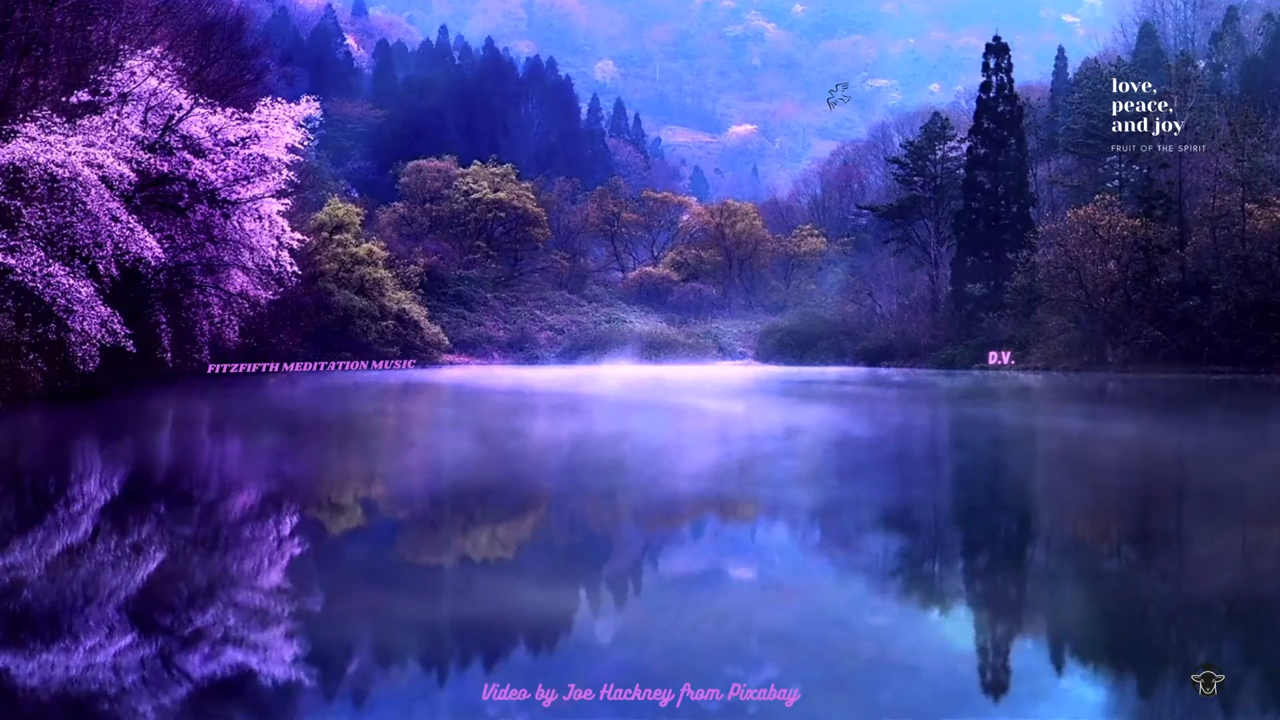 love,
peace,
and joy
FRUIT OF THE SPIRIT
FITZFIFTH MEDITATION MUSIC
D.V.
Video by Joe Hackney from Pixabay